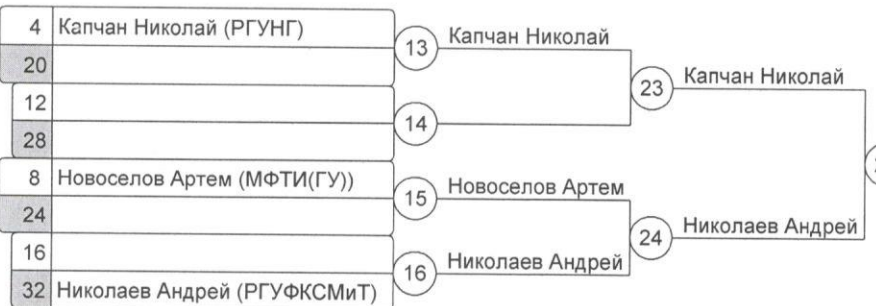 4 Капчан Николай (РГУНГ)
20
12
28
8 Новоселов Артем (МФТИ(ГУ))
24
16
32 Николаев Андрей (РГУФКСМиТ)
13 Капчан Николай
14
15 Новоселов Артем
16 Николаев Андрей
23 Капчан Николай
24 Николаев Андрей